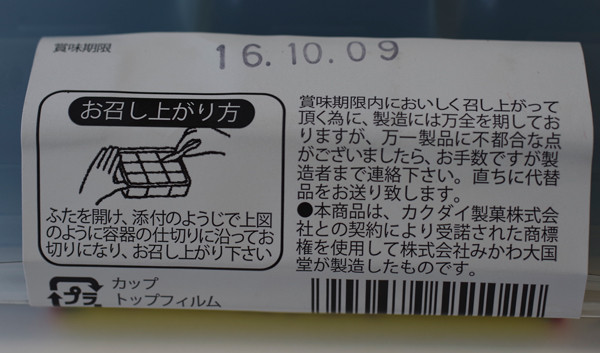 賞味期限
16.10.09
お召し上がり方
ふたを開け、添付のようじで上図
のように容器の仕切りに沿ってお
切りになり、お召し上がり下さい
プラ
カップ
トップフィルム
賞味期限内においしく召し上がって
頂く為に、製造には万全を期してお
りますが、万一製品に不都合な点
がございましたら、お手数ですが製
造者まで連絡下さい。直ちに代替
品をお送り致します。
●本商品は、カクダイ製菓株式会
社との契約により受諾された商標
権を使用して株式会社みかわ大国
堂が製造したものです。